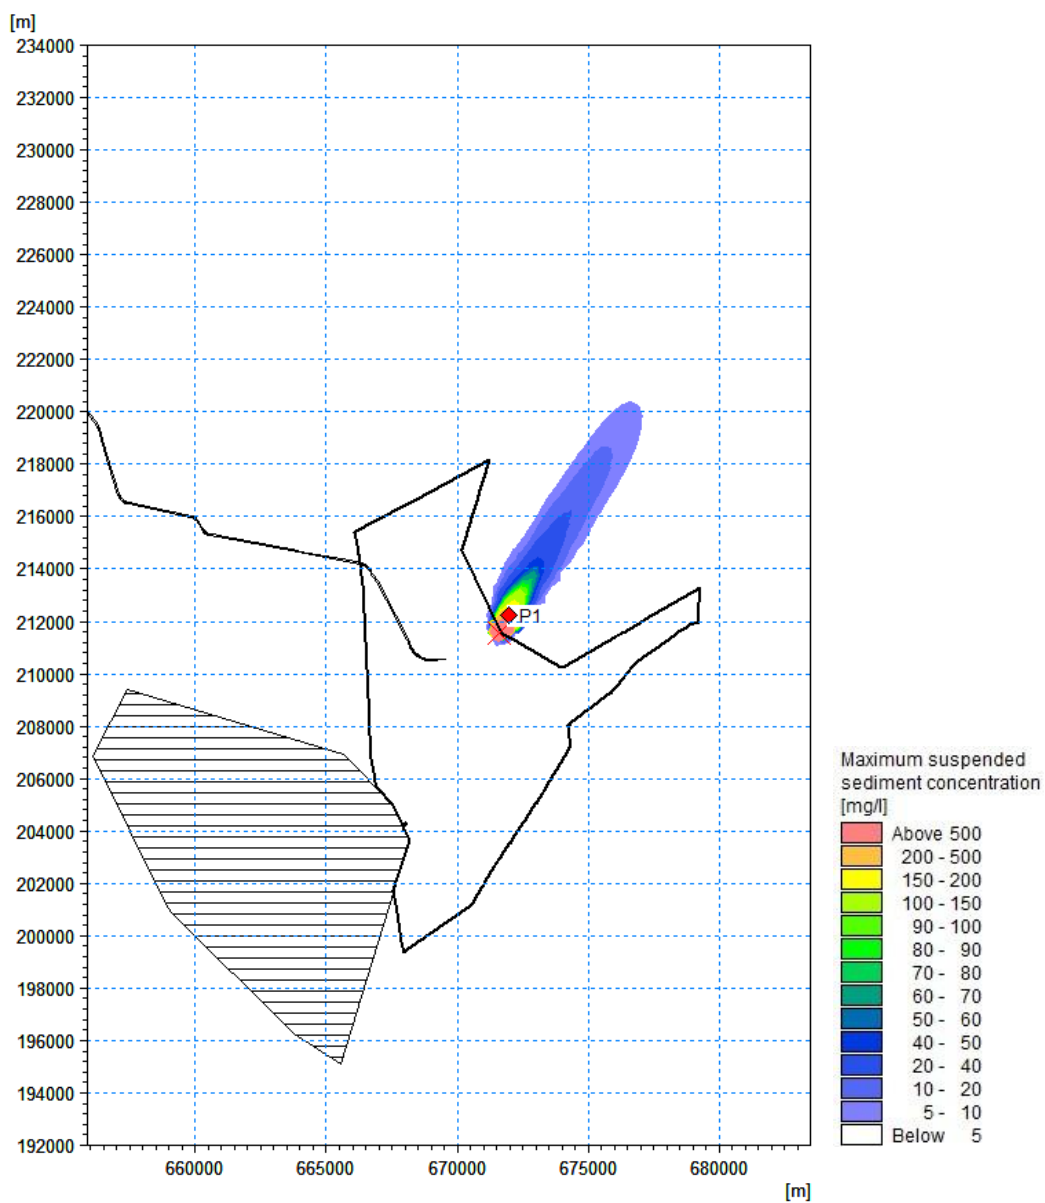 [m]
234000
232000
230000
228000
226000
224000
222000
220000
218000
216000
214000
212000
210000
208000
206000
204000
202000
200000
198000
196000
194000
192000
P1
660000 665000 670000 675000 680000
[m]
Maximum suspended
sediment concentration
[mg/l]
Above 500
200 - 500
150 - 200
100 - 150
90 - 100
80 - 90
70 - 80
60 - 70
50 - 60
40 - 50
20 - 40
10 - 20
5 - 10
Below 5